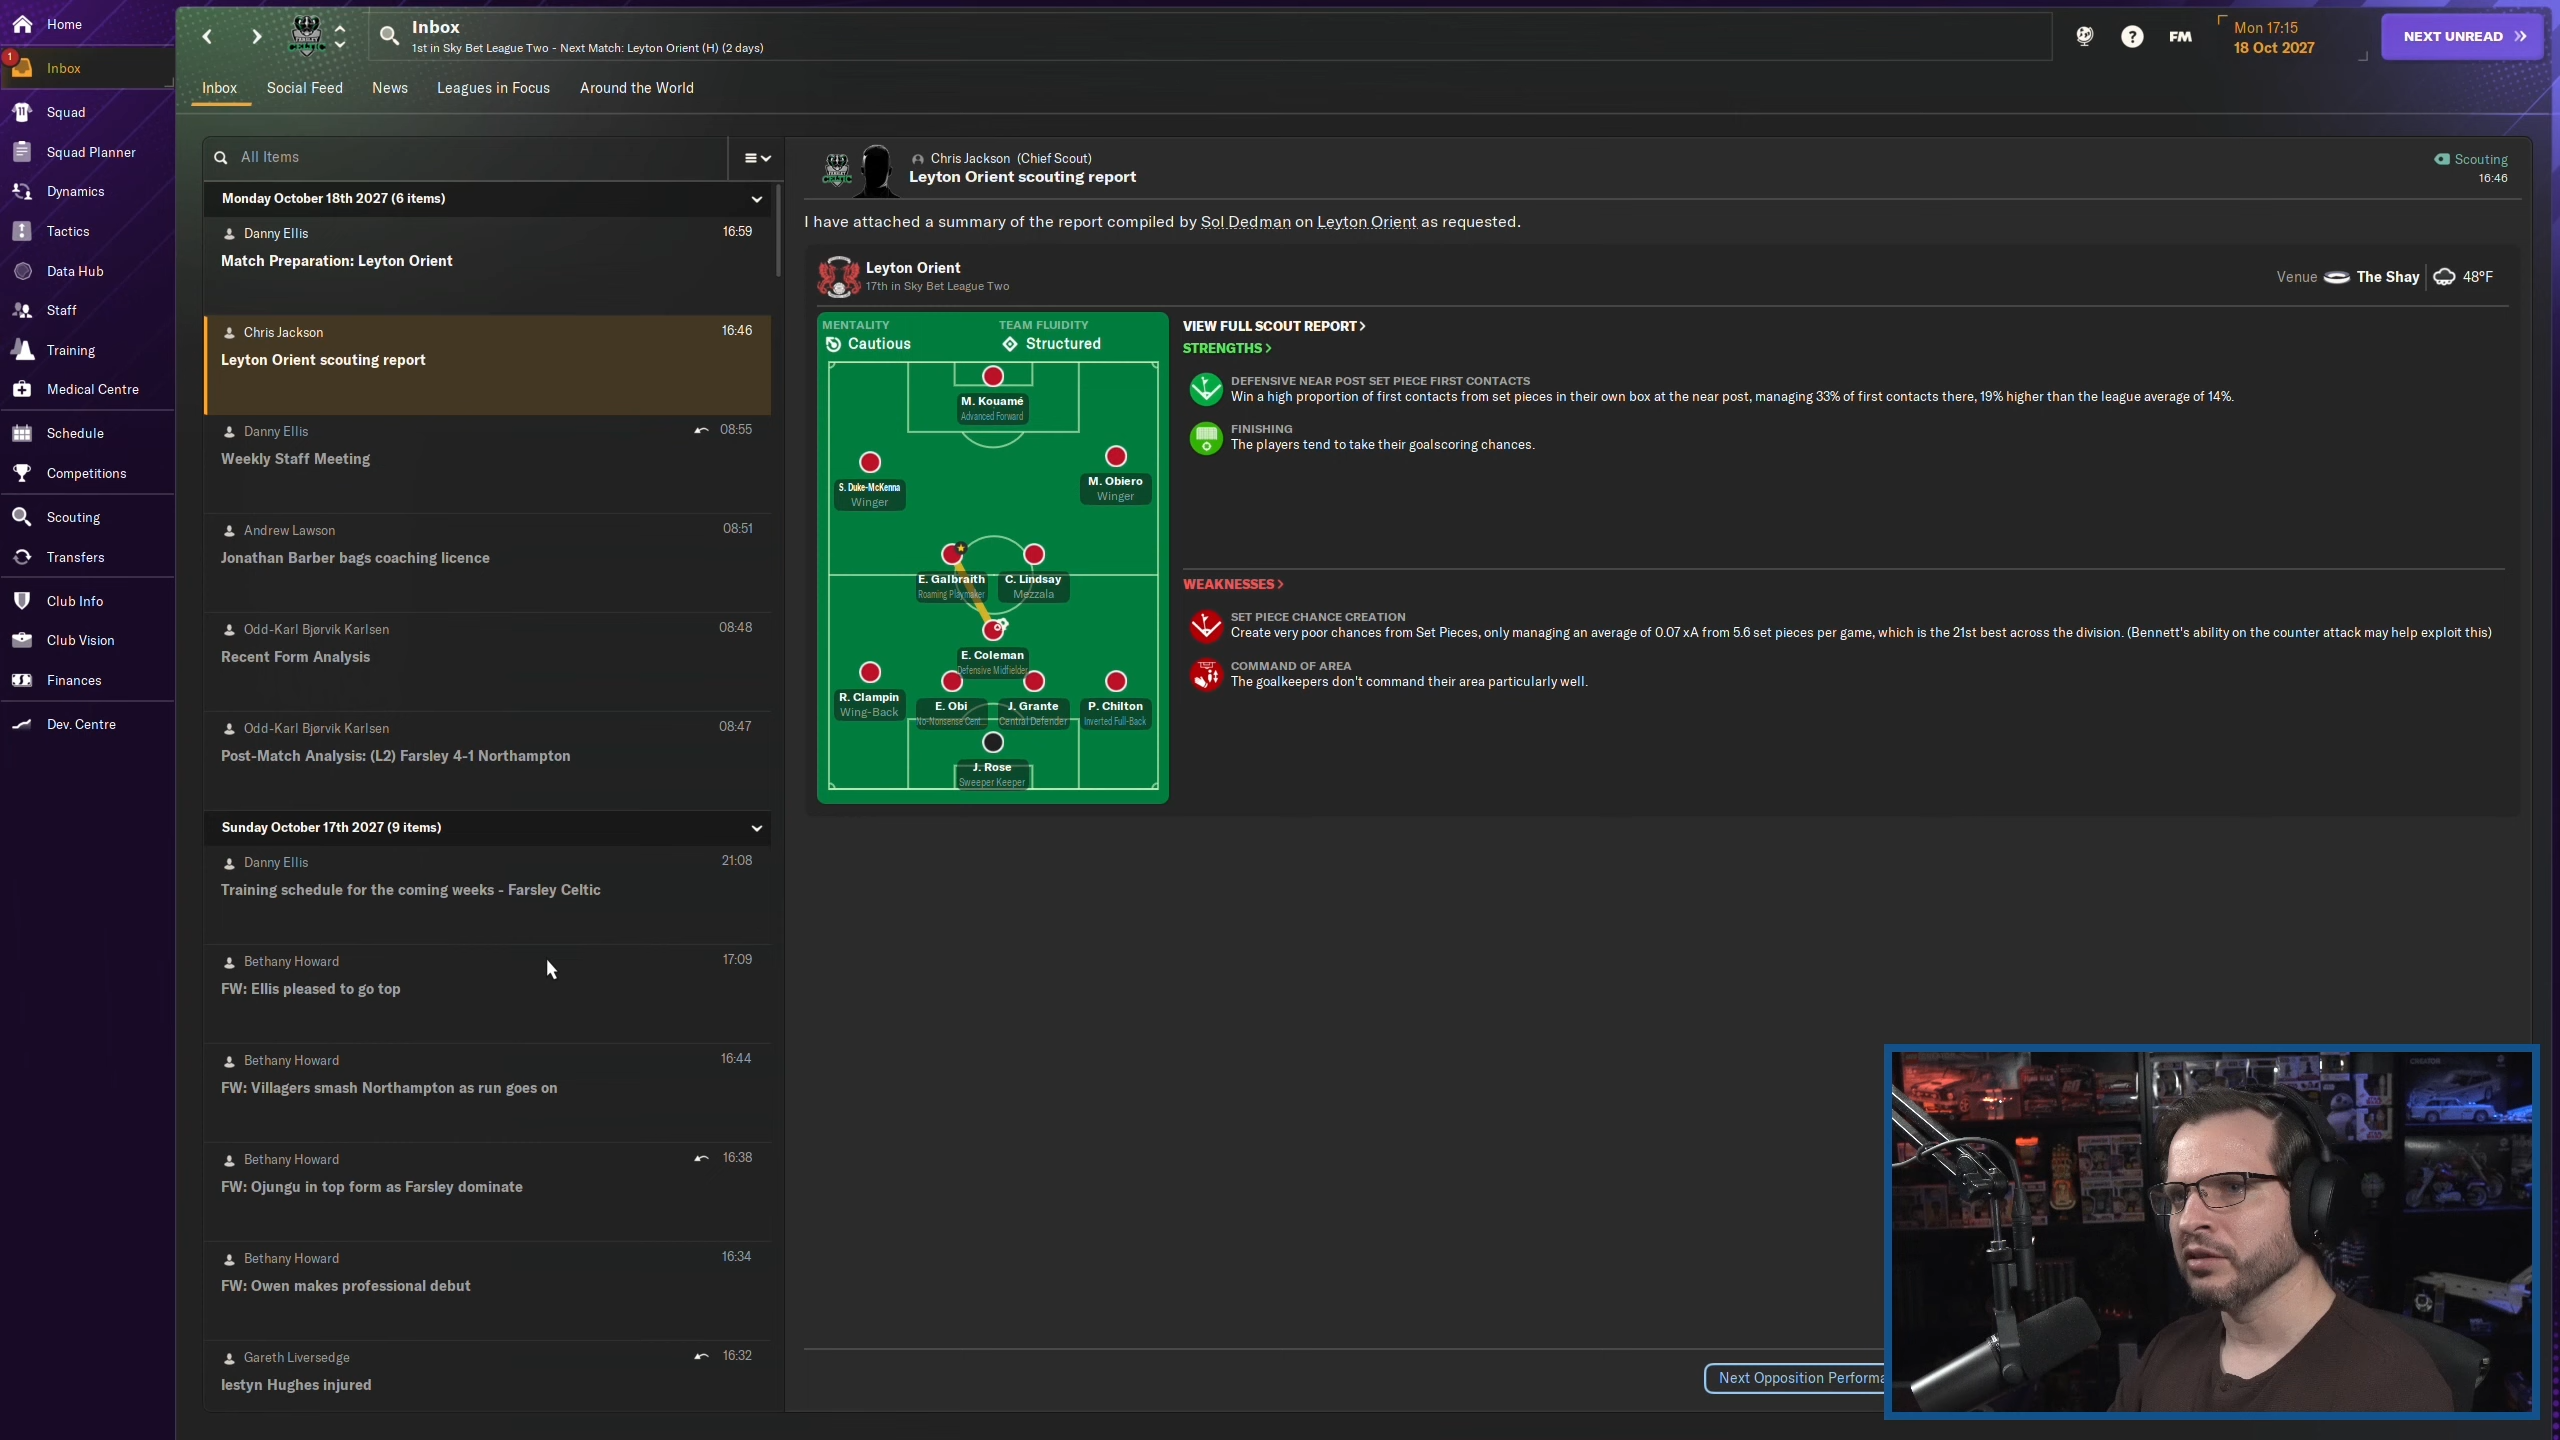 Home
1
Inbox
Squad
Squad Planner
Dynamics
Tactics
Data Hub
Staff
Training
Medical Centre
Schedule
Competitions
Scouting
Transfers
Club Info
Club Vision
Finances
Dev. Centre
Inbox
1st in Sky Bet League Two - Next Match: Leyton Orient (H) (2 days)
FM
Mon 17:15
18 Oct 2027
NEXT UNREAD
Inbox
Social Feed
News
Leagues in Focus
Around the World
All Items
Monday October 18th 2027 (6 items)
Danny Ellis 16:59
Match Preparation: Leyton Orient
Chris Jackson 16:46
Leyton Orient scouting report
Danny Ellis 08:55
Weekly Staff Meeting
Andrew Lawson 08:51
Jonathan Barber bags coaching licence
Odd-Karl Bjørvik Karlsen 08:48
Recent Form Analysis
Odd-Karl Bjørvik Karlsen 08:47
Post-Match Analysis: (L2) Farsley 4-1 Northampton
Sunday October 17th 2027 (9 items)
Danny Ellis 21:08
Training schedule for the coming weeks - Farsley Celtic
Bethany Howard 17:09
FW: Ellis pleased to go top
Bethany Howard 16:44
FW: Villagers smash Northampton as run goes on
Bethany Howard 16:38
FW: Ojungu in top form as Farsley dominate
Bethany Howard 16:34
FW: Owen makes professional debut
Gareth Liversedge 16:32
Iestyn Hughes injured
Chris Jackson (Chief Scout)
Leyton Orient scouting report
Scouting
16:46
I have attached a summary of the report compiled by Sol Dedman on Leyton Orient as requested.
Leyton Orient
17th in Sky Bet League Two
Venue The Shay 48°F
MENTALITY
Cautious
TEAM FLUIDITY
Structured
M. Kouamé
Advanced Forward
S. Duke-McKenna
Winger
M. Obiero
Winger
E. Galbraith
Roaming Playmaker
C. Lindsay
Mezzala
E. Coleman
Defensive Midfielder
R. Clampin
Wing-Back
E. Obi
No-Nonsense Cent...
J. Grante
Central Defender
P. Chilton
Inverted Full-Back
J. Rose
Sweeper Keeper
VIEW FULL SCOUT REPORT >
STRENGTHS >
DEFENSIVE NEAR POST SET PIECE FIRST CONTACTS
Win a high proportion of first contacts from set pieces in their own box at the near post, managing 33% of first contacts there, 19% higher than the league average of 14%.
FINISHING
The players tend to take their goalscoring chances.
WEAKNESSES >
SET PIECE CHANCE CREATION
Create very poor chances from Set Pieces, only managing an average of 0.07 xA from 5.6 set pieces per game, which is the 21st best across the division. (Bennett's ability on the counter attack may help exploit this)
COMMAND OF AREA
The goalkeepers don't command their area particularly well.
Next Opposition Performa